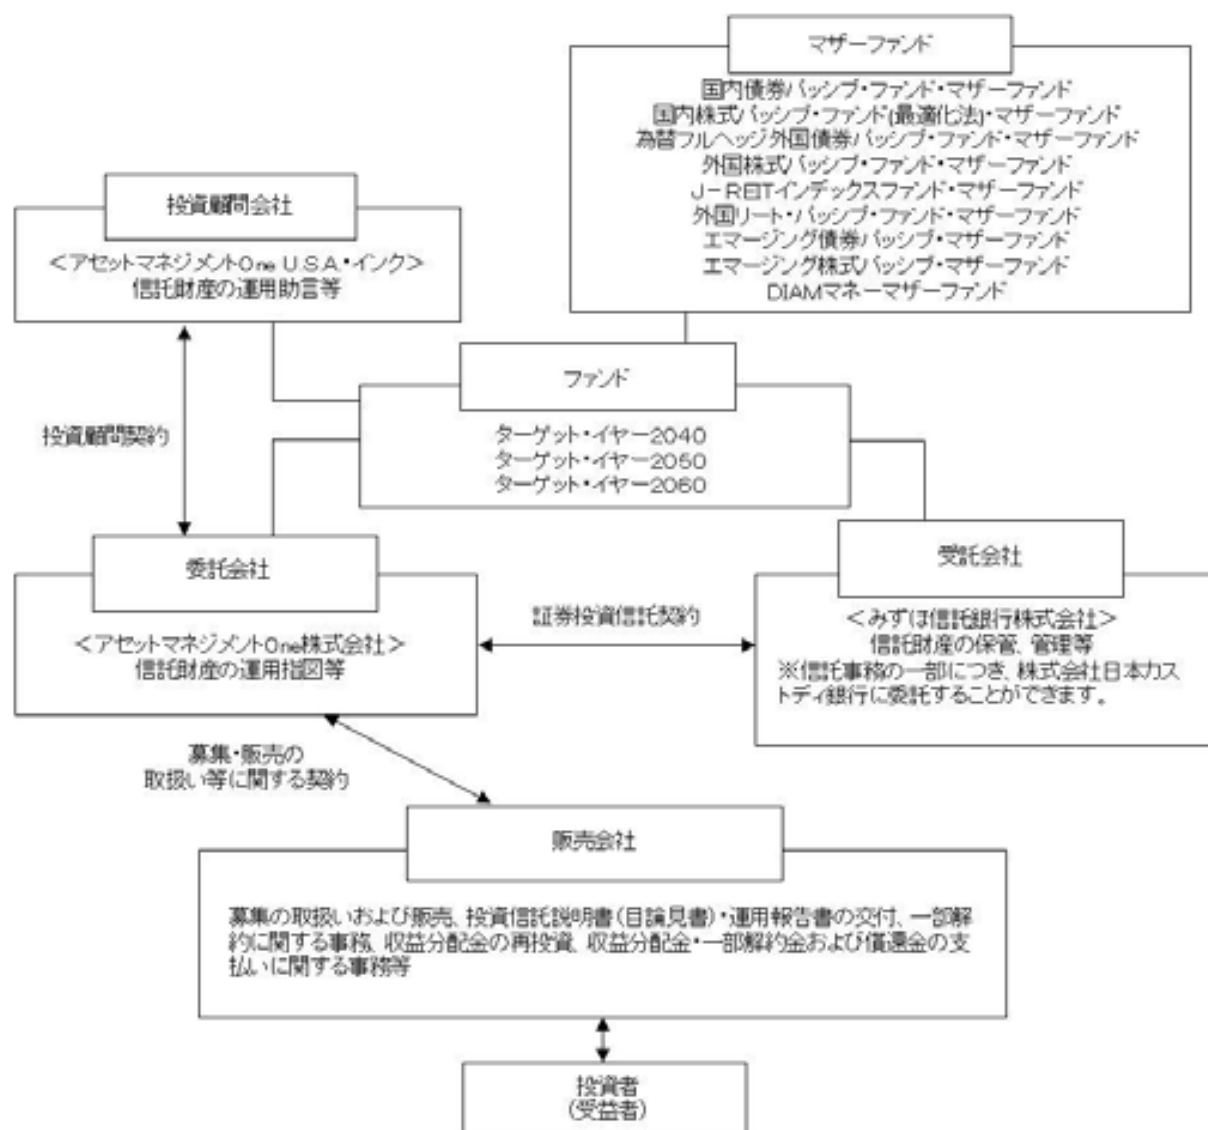 マザーファンド
国内債券パッシブ・ファンド・マザーファンド
国内株式パッシブ・ファンド(最適化法)・マザーファンド
為替フルヘッジ外国債券パッシブ・ファンド・マザーファンド
外国株式パッシブ・ファンド・マザーファンド
J-REITインデックスファンド・マザーファンド
外国リート・パッシブ・ファンド・マザーファンド
エマージング債券パッシブ・マザーファンド
エマージング株式パッシブ・マザーファンド
DIAMマネーマザーファンド
投資顧問会社
<アセットマネジメントOne U.S.A.・インク>
信託財産の運用助言等
ファンド
ターゲット・イヤー2040
ターゲット・イヤー2050
ターゲット・イヤー2060
投資顧問契約
委託会社
<アセットマネジメントOne株式会社>
信託財産の運用指図等
証券投資信託契約
受託会社
<みずほ信託銀行株式会社>
信託財産の保管、管理等
※信託事務の一部につき、株式会社日本カス
トディ銀行に委託することができます。
募集・販売の
取扱い等に関する契約
販売会社
募集の取扱いおよび販売、投資信託説明書(目論見書)・運用報告書の交付、一部解
約に関する事務、収益分配金の再投資、収益分配金・一部解約金および償還金の支
払いに関する事務等
投資者
(受益者)